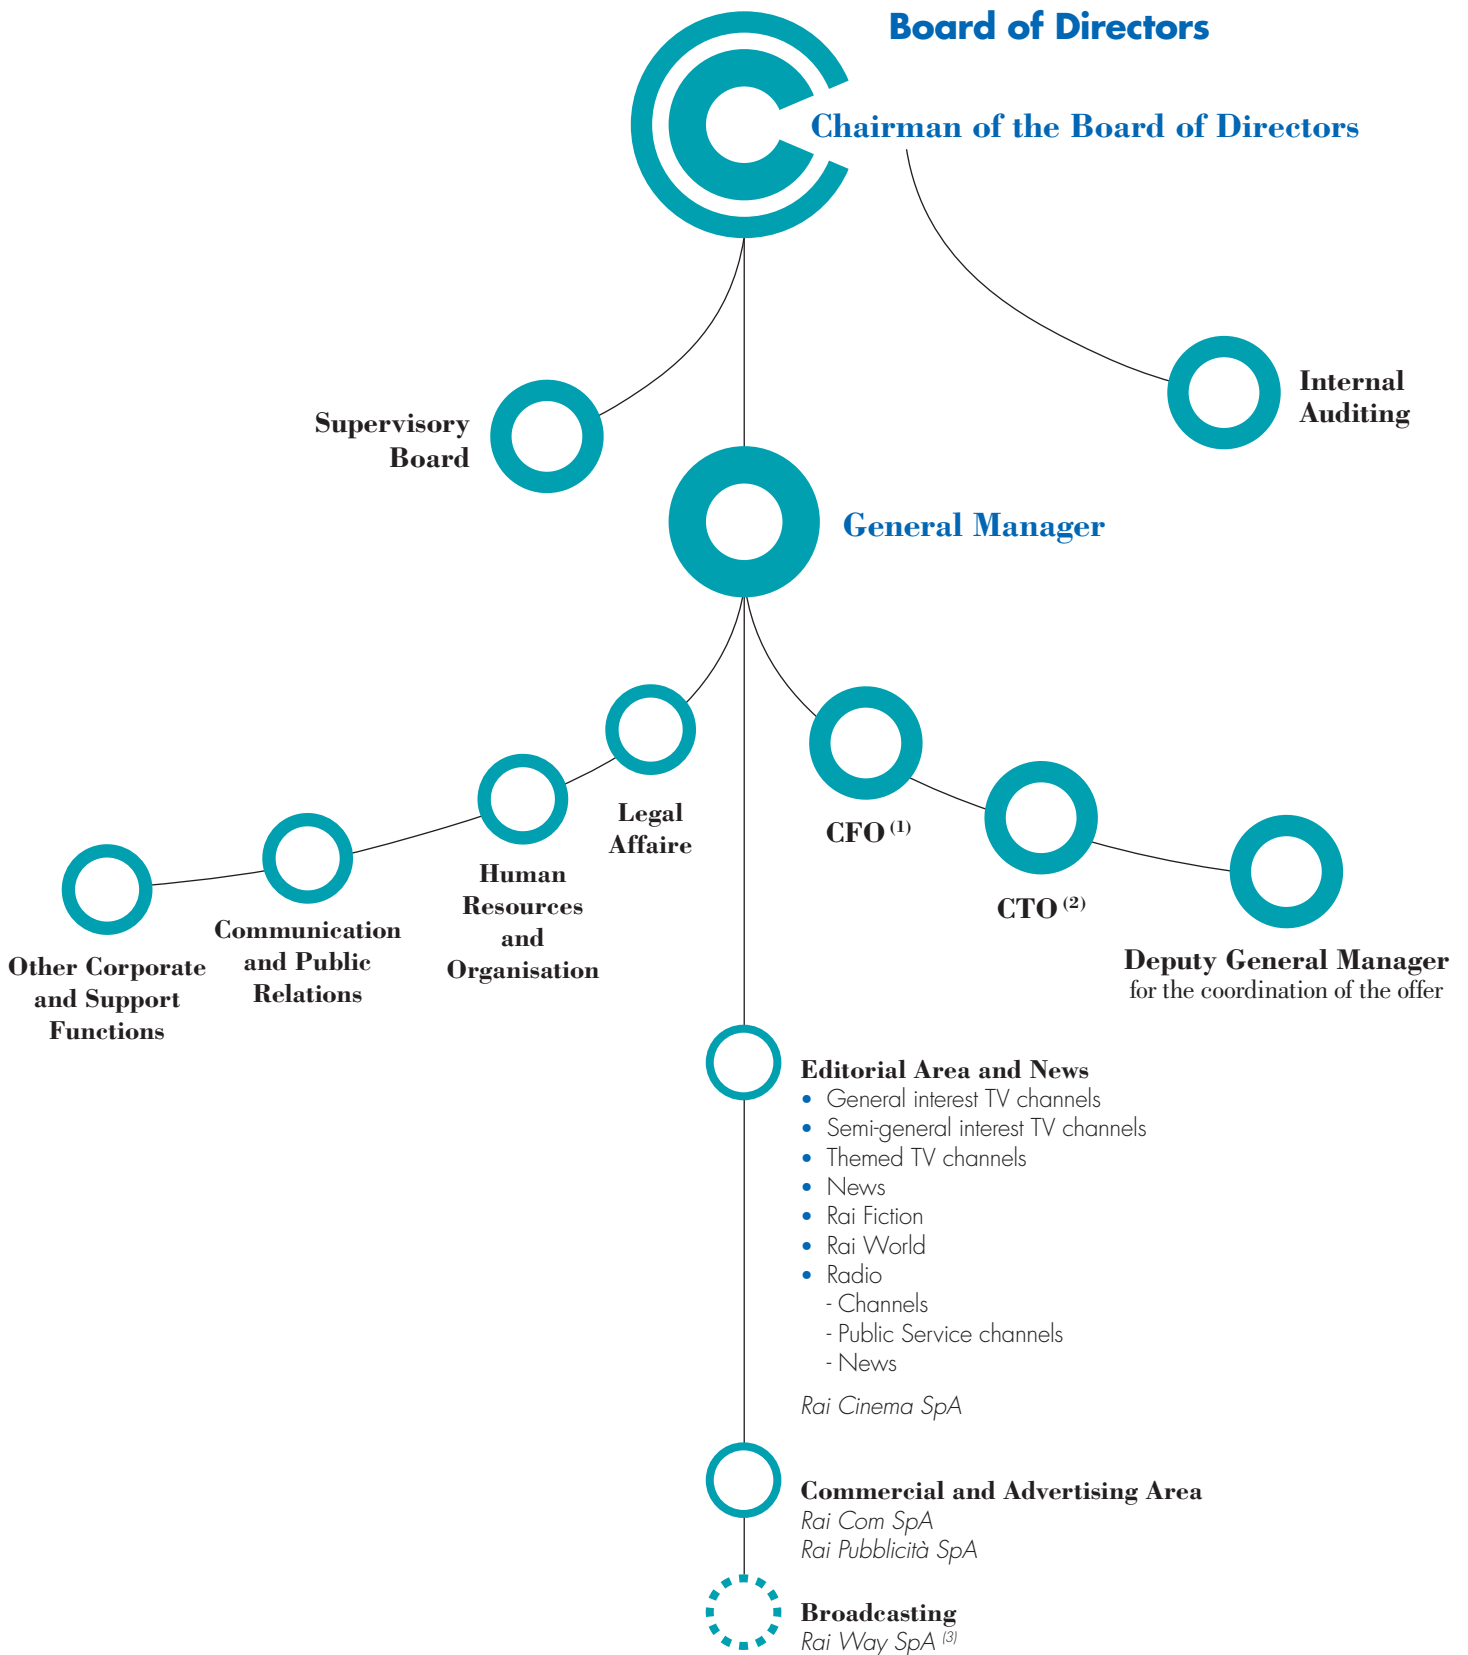 Board of Directors
Chairman of the Board of Directors
Internal
Auditing
Supervisory
Board
General Manager
Legal
Affaire
CFO (1)
Human
Resources
and
Organisation
CTO (2)
Communication
and Public
Relations
Other Corporate
and Support
Functions
Deputy General Manager
for the coordination of the offer
Editorial Area and News
• General interest TV channels
• Semi-general interest TV channels
• Themed TV channels
• News
• Rai Fiction
• Rai World
• Radio
- Channels
- Public Service channels
- News
Rai Cinema SpA
Commercial and Advertising Area
Rai Com SpA
Rai Pubblicità SpA
Broadcasting
Rai Way SpA (3)